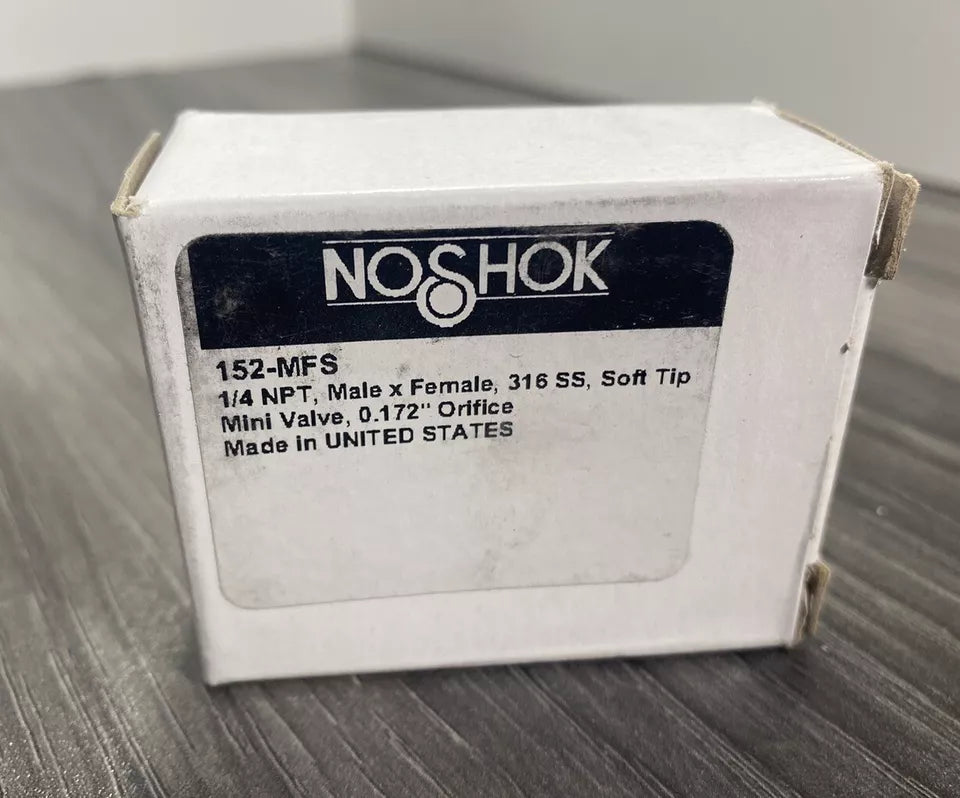 NOSHOK
152-MFS
1/4 NPT, Male x Female, 316 SS, Soft Tip
Mini Valve, 0.172" Orifice
Made in UNITED STATES